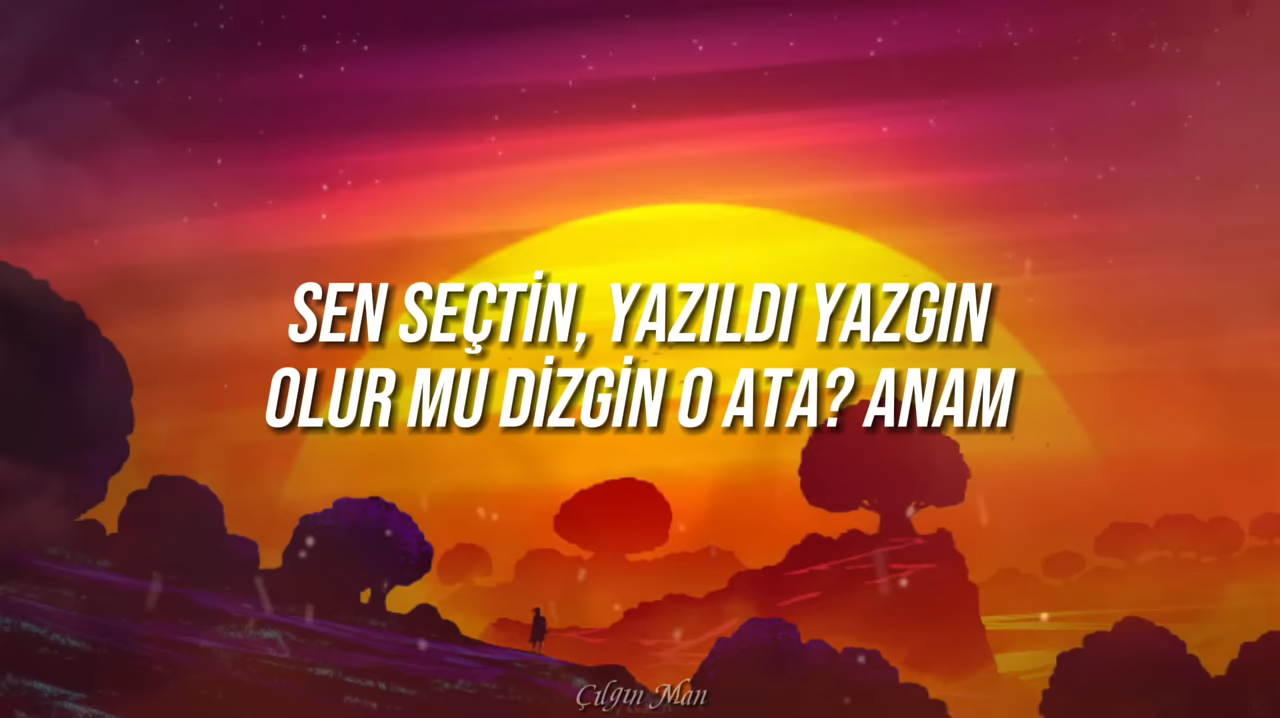 SEN SEÇTİN, YAZILDI YAZGIN
OLUR MU DİZGİN O ATA? ANAM
Çılgın Man